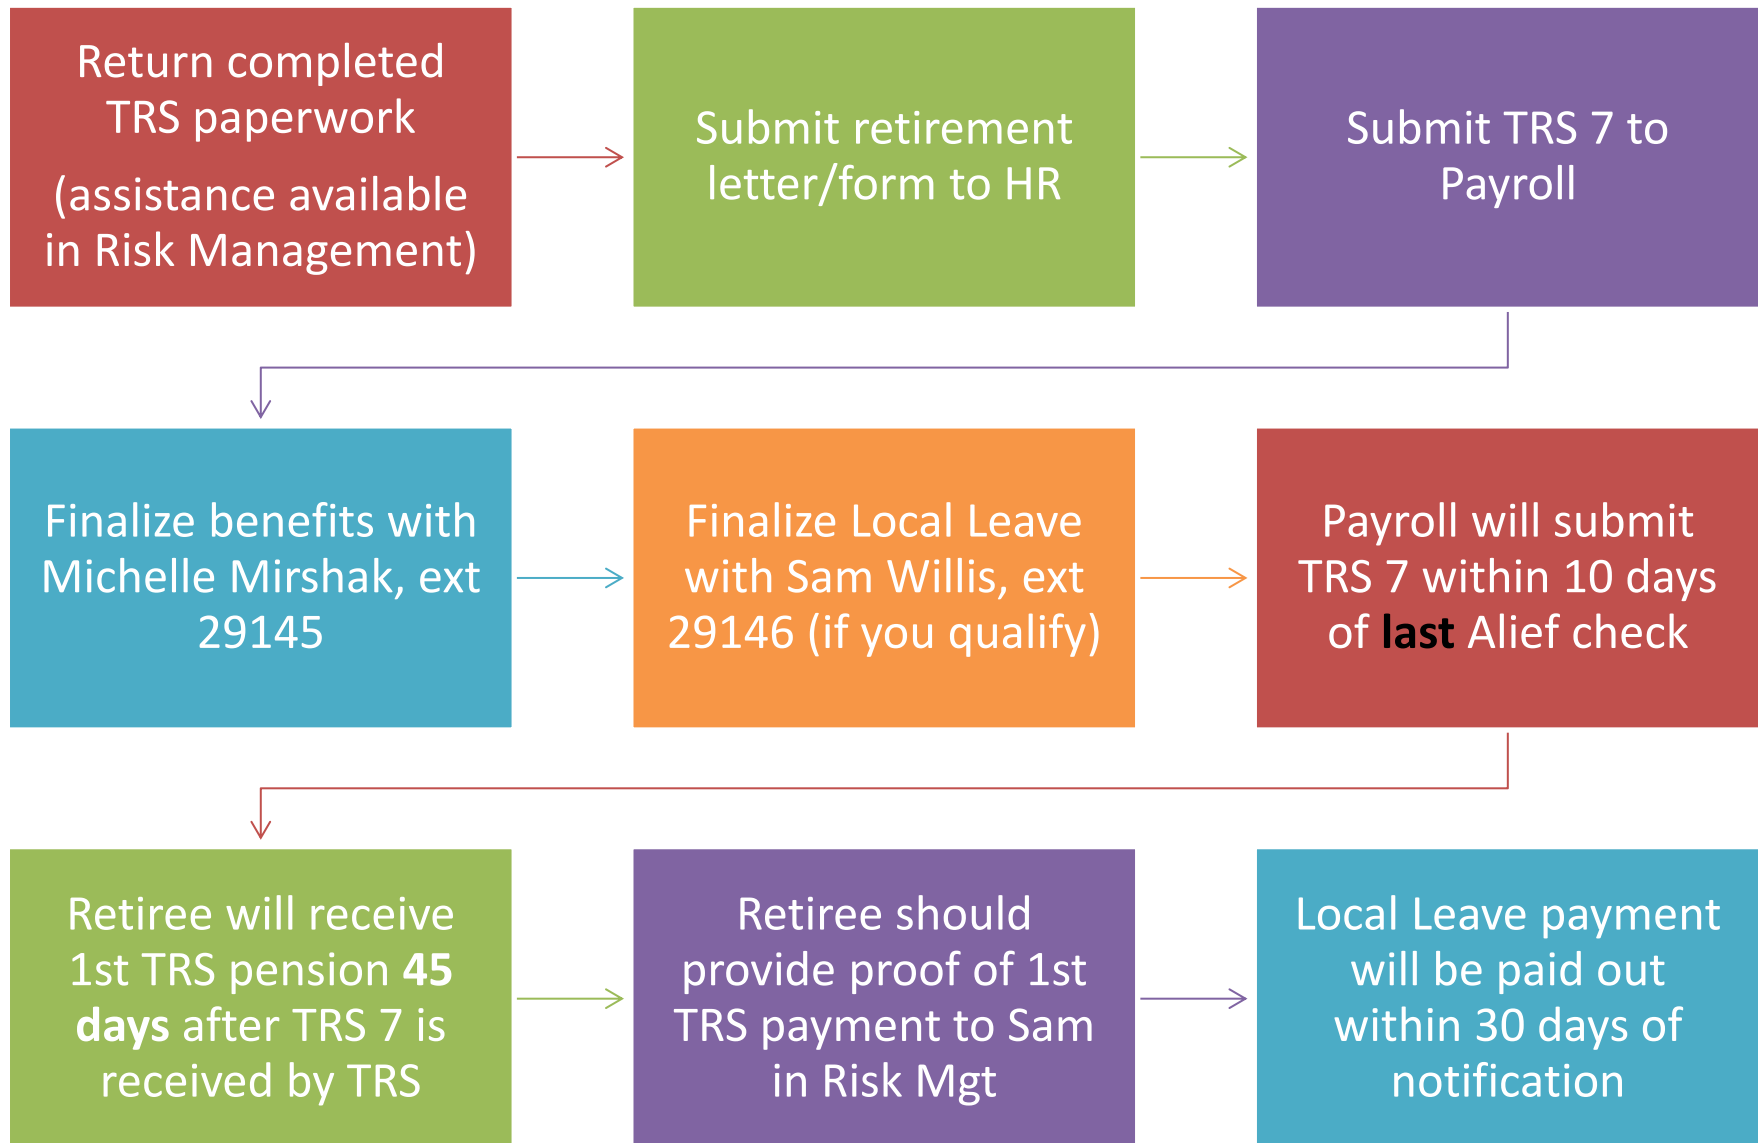 Return completed
TRS paperwork
(assistance available
in Risk Management)
Submit retirement
letter/form to HR
Submit TRS 7 to
Payroll
Finalize benefits with
Michelle Mirshak, ext
29145
Finalize Local Leave
with Sam Willis, ext
29146 (if you qualify)
Payroll will submit
TRS 7 within 10 days
of last Alief check
Retiree will receive
1st TRS pension 45
days after TRS 7 is
received by TRS
Retiree should
provide proof of 1st
TRS payment to Sam
in Risk Mgt
Local Leave payment
will be paid out
within 30 days of
notification